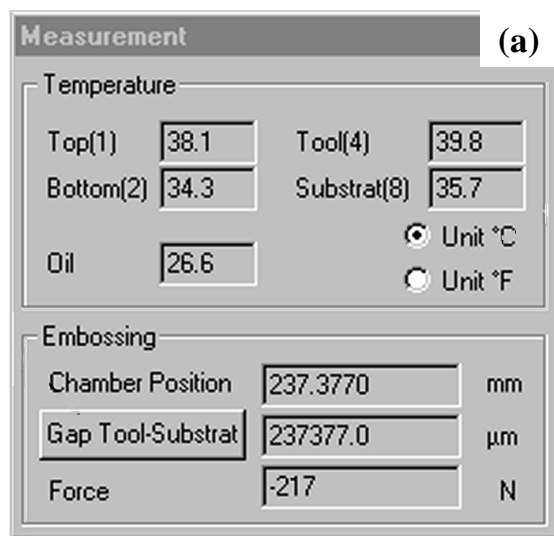 Measurement
(a)
Temperature
Top(1) 38.1 Tool(4) 39.8
Bottom(2) 34.3 Substrat(8) 35.7
Unit °C
Oil 26.6
Unit °F
Embossing
Chamber Position 237.3770 mm
Gap Tool-Substrat 237377.0 µm
Force -217 N